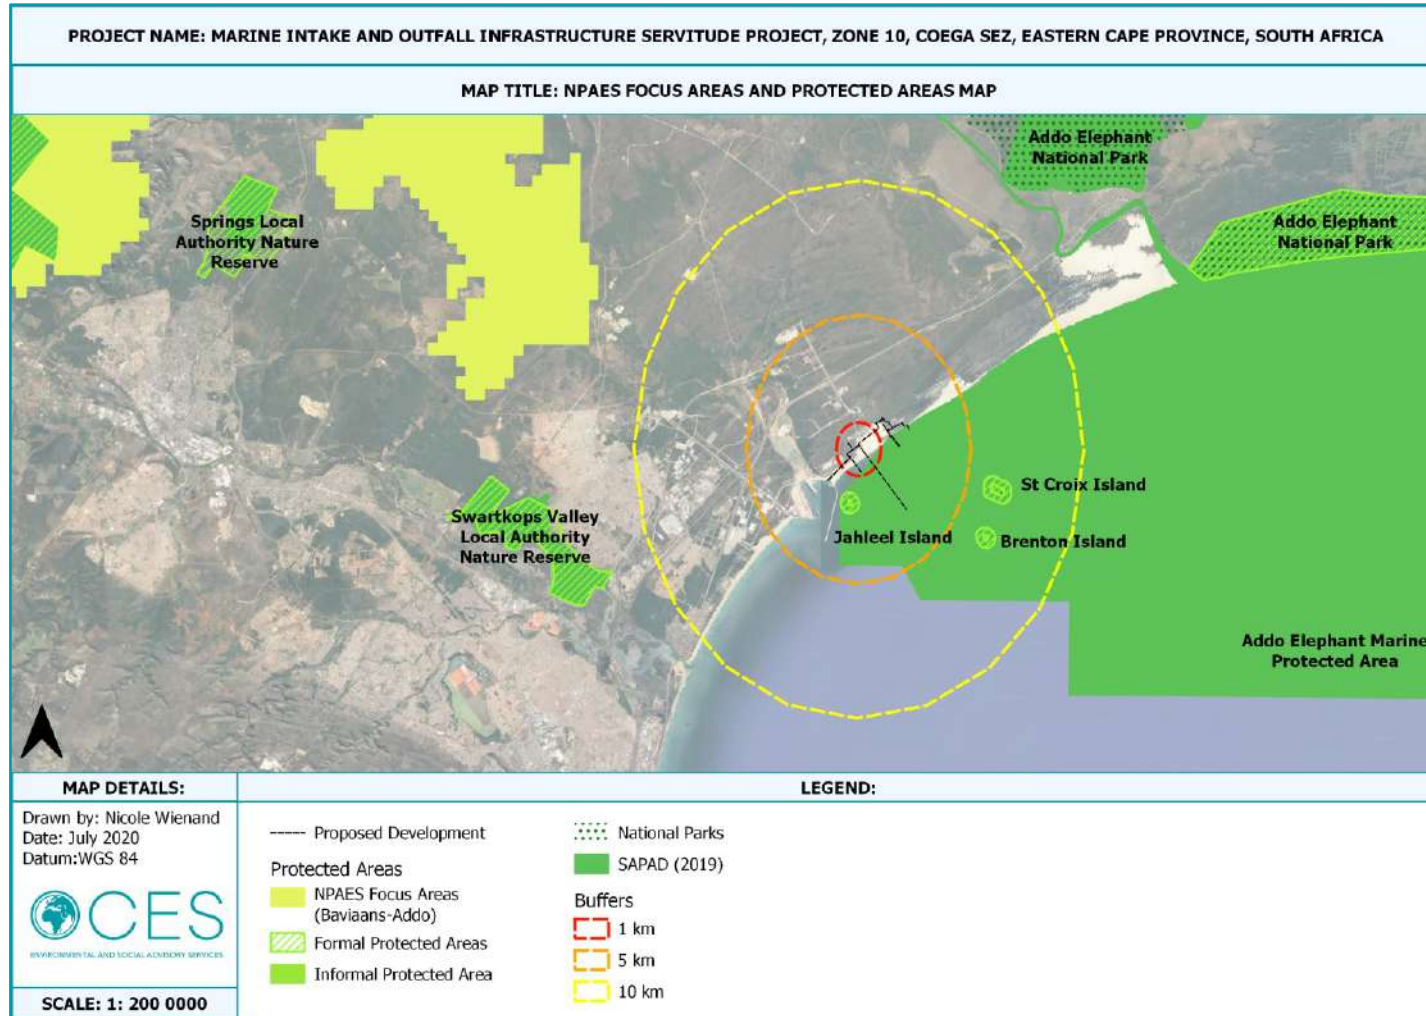 PROJECT NAME: MARINE INTAKE AND OUTFALL INFRASTRUCTURE SERVITUDE PROJECT, ZONE 10, COEGA SEZ, EASTERN CAPE PROVINCE, SOUTH AFRICA
MAP TITLE: NPAES FOCUS AREAS AND PROTECTED AREAS MAP
Addo Elephant
National Park
Springs Local
Authority Nature
Reserve
Addo Elephant
National Park
St Croix Island
Swartkops Valley
Local Authority
Nature Reserve
Jahleel Island
Brenton Island
Addo Elephant Marine
Protected Area
MAP DETAILS:
Drawn by: Nicole Wienand
Date: July 2020
Datum:WGS 84
CES
ENVIRONMENTAL AND SOCIAL ADVISORY SERVICES
SCALE: 1: 200 0000
LEGEND:
Proposed Development
Protected Areas
NPAES Focus Areas
(Baviaans-Addo)
Formal Protected Areas
Informal Protected Area
National Parks
SAPAD (2019)
Buffers
1 km
5 km
10 km